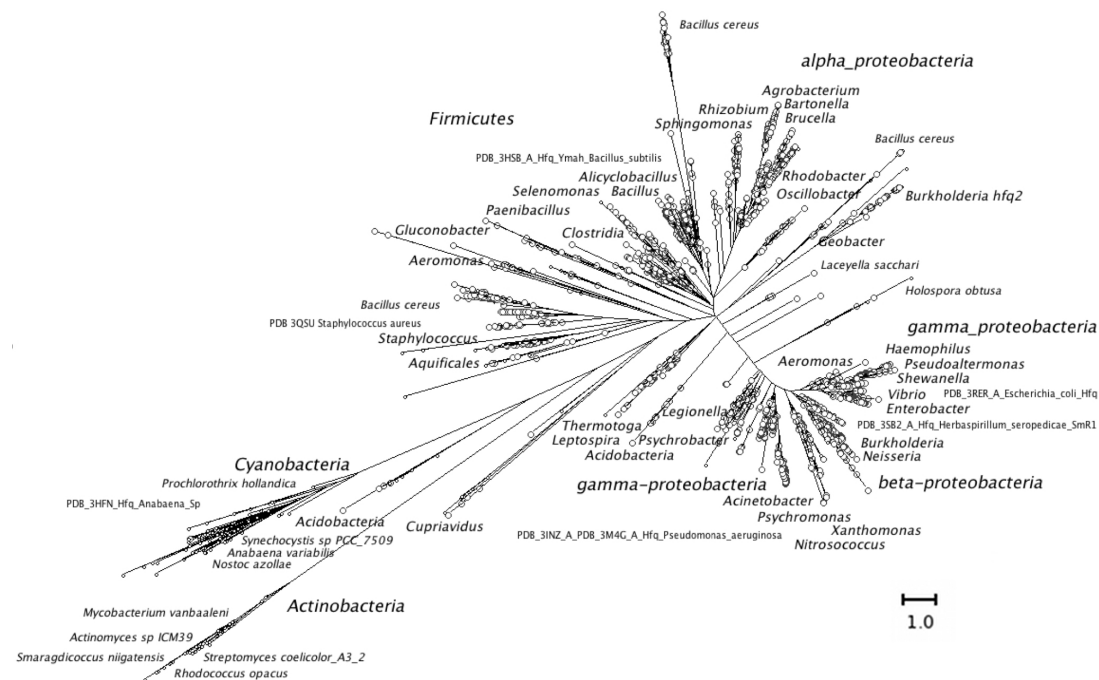 Bacillus cereus
alpha_proteobacteria
Agrobacterium
Rhizobium Bartonella
Sphingomonas Brucella
Firmicutes
Bacillus cereus
PDB_3HSB_A_Hfq_Ymah_Bacillus_subtilis
Alicyclobacillus
Rhodobacter
Selenomonas Bacillus
Oscillobacter
Burkholderia hfq2
Paenibacillus
Gluconobacter
Clostridia
Geobacter
Aeromonas
Laceyella sacchari
Holospora obtusa
Bacillus cereus
PDB 3QSU Staphylococcus aureus
gamma_proteobacteria
Staphylococcus
Haemophilus
Aquificales
Aeromonas
Pseudoaltermonas
Shewanella
Vibrio PDB_3RER_A_Escherichia_coli_Hfq
Enterobacter
Legionella
PDB_3SB2_A_Hfq_Herbaspirillum_seropedicae_SmR1
Thermotoga
Leptospira Psychrobacter
Burkholderia
Acidobacteria
Neisseria
Cyanobacteria
Prochlorothrix hollandica
gamma-proteobacteria
beta-proteobacteria
PDB_3HFN_Hfq_Anabaena_Sp
Acinetobacter
Acidobacteria
Cupriavidus
Psychromonas
Xanthomonas
PDB_3INZ_A_PDB_3M4G_A_Hfq_Pseudomonas_aeruginosa
Nitrosococcus
Synechocystis sp PCC_7509
Anabaena variabilis
Nostoc azollae
Actinobacteria
1.0
Mycobacterium vanbaaleni
Actinomyces sp ICM39
Smaragdicoccus niigatensis
Streptomyces coelicolor_A3_2
Rhodococcus opacus